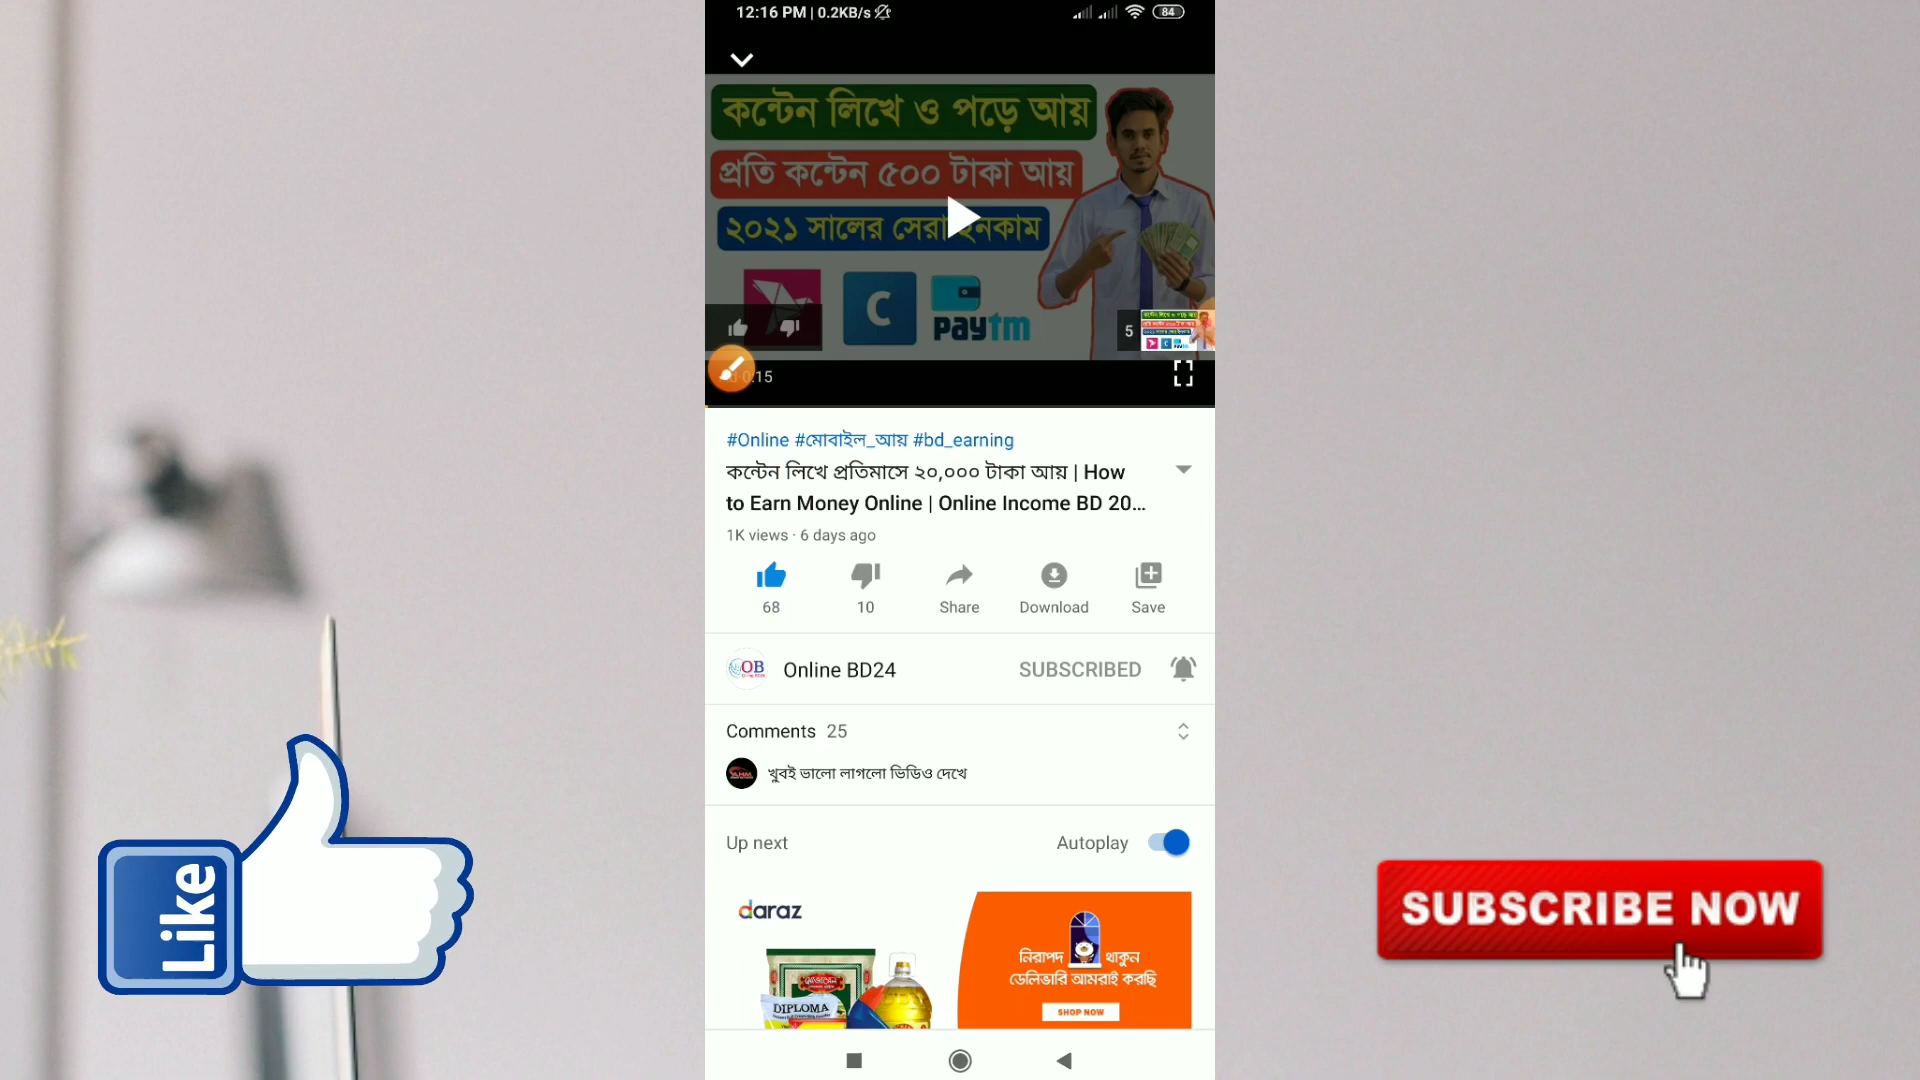 12:16 PM | 0.2KB/s
84
কন্টেন লিখে ও পড়ে আয়
প্রতি কন্টেন ৫০০ টাকা আয়
২০২১ সালের সেরা ইনকাম
C
paytm
5
0:15
#Online #মোবাইল_আয় #bd_earning
কন্টেন লিখে প্রতিমাসে ২০,০০০ টাকা আয় | How
to Earn Money Online | Online Income BD 20...
1K views · 6 days ago
68
10
Share
Download
Save
OB
Online BD24
SUBSCRIBED
Comments 25
খুবই ভালো লাগলো ভিডিও দেখে
Up next
Autoplay
daraz
DIPLOMA
নিরাপদ থাকুন
ডেলিভারি আমরাই করছি
SHOP NOW
Like
SUBSCRIBE NOW